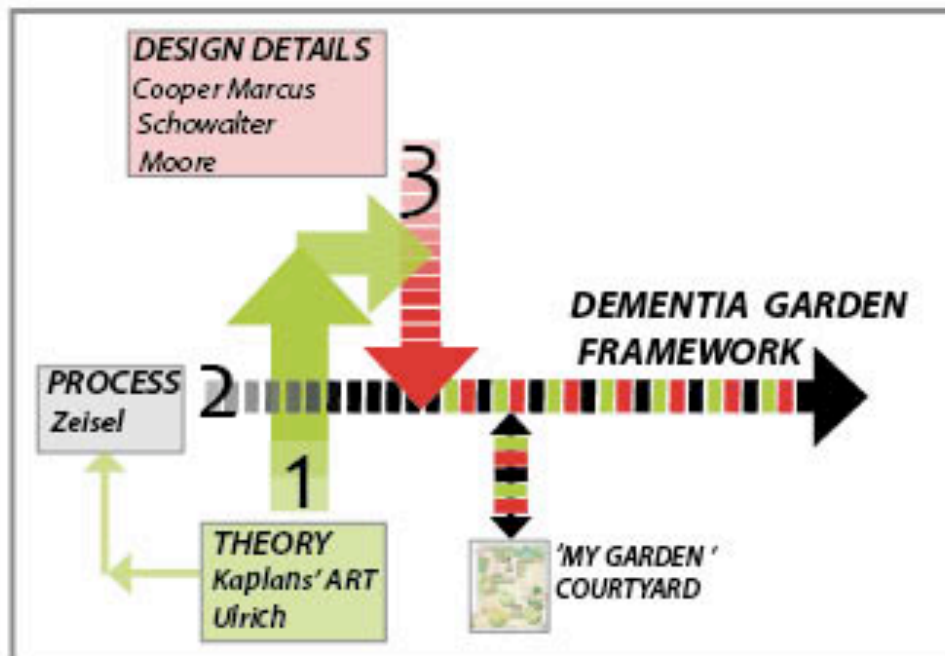 DESIGN DETAILS
Cooper Marcus
Schowalter
Moore
3
DEMENTIA GARDEN
FRAMEWORK
PROCESS
Zeisel
2
1
THEORY
Kaplans' ART
Ulrich
'MY GARDEN '
COURTYARD